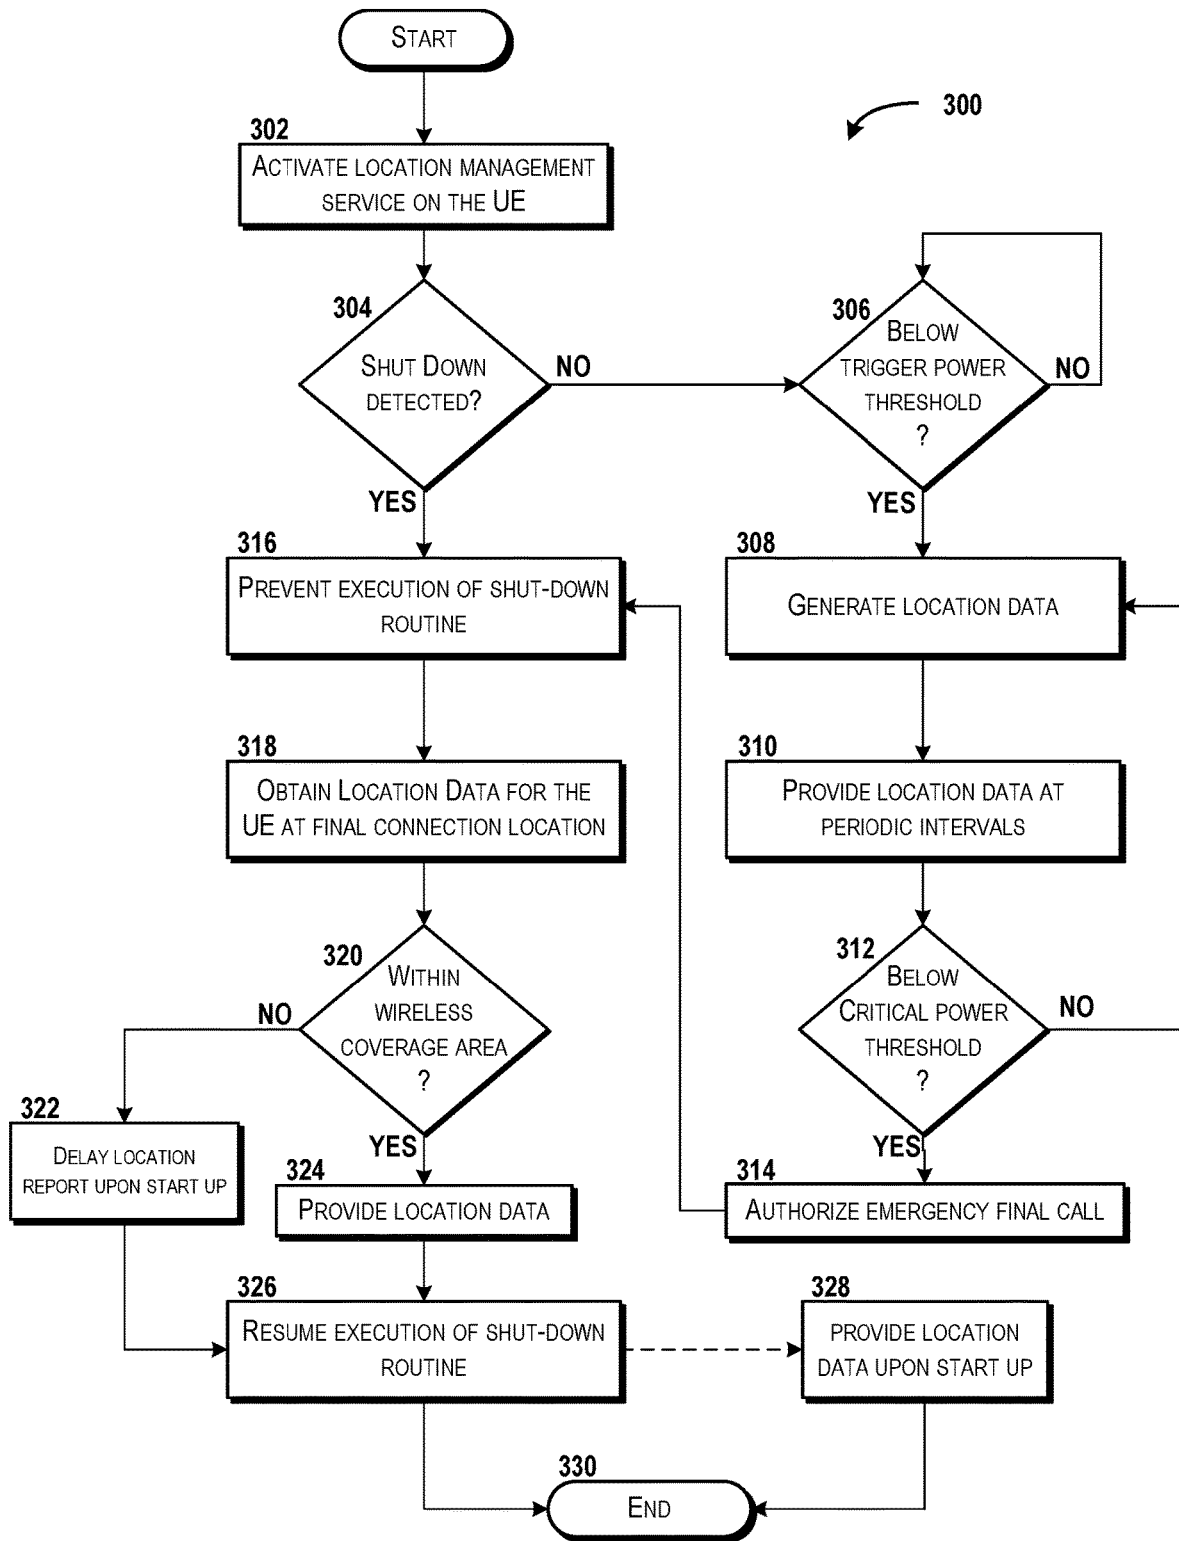 START
300
302
ACTIVATE LOCATION MANAGEMENT
SERVICE ON THE UE
304
SHUT DOWN
DETECTED?
NO
YES
306
BELOW
TRIGGER POWER
THRESHOLD
?
NO
YES
316
PREVENT EXECUTION OF SHUT-DOWN
ROUTINE
308
GENERATE LOCATION DATA
318
OBTAIN LOCATION DATA FOR THE
UE AT FINAL CONNECTION LOCATION
310
PROVIDE LOCATION DATA AT
PERIODIC INTERVALS
320
WITHIN
WIRELESS
COVERAGE AREA
?
NO
YES
312
BELOW
CRITICAL POWER
THRESHOLD
?
NO
YES
322
DELAY LOCATION
REPORT UPON START UP
324
PROVIDE LOCATION DATA
314
AUTHORIZE EMERGENCY FINAL CALL
326
RESUME EXECUTION OF SHUT-DOWN
ROUTINE
328
PROVIDE LOCATION
DATA UPON START UP
330
END